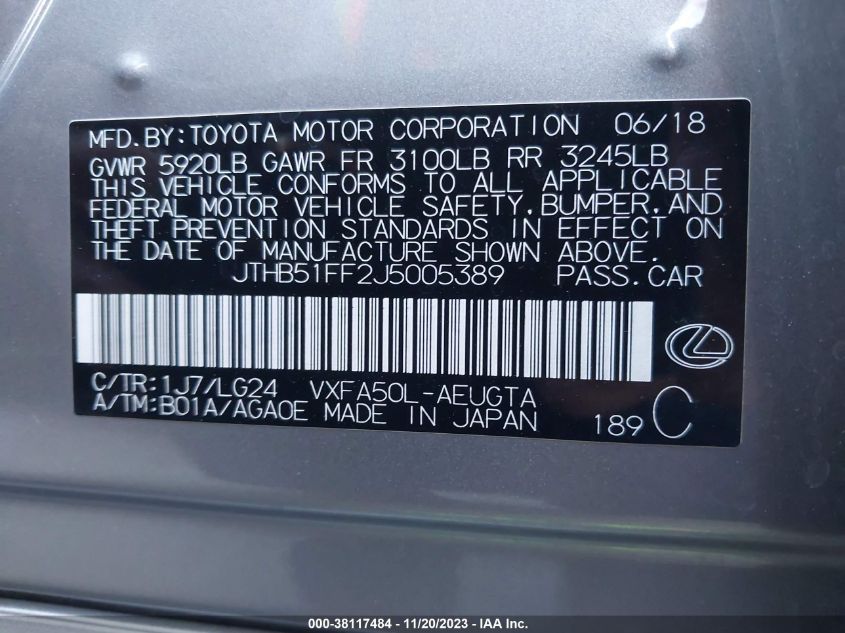 MFD.BY:TOYOTA MOTOR CORPORATION 06/18
GVWR 5920LB GAWR FR 3100LB RR 3245LB
THIS VEHICLE CONFORMS TO ALL APPLICABLE
FEDERAL MOTOR VEHICLE SAFETY,BUMPER,AND
THEFT PREVENTION STANDARDS IN EFFECT ON
THE DATE OF MANUFACTURE SHOWN ABOVE.
JTHB51FF2J5005389 PASS.CAR
C/TR:1J7/LG24 VXFA50L-AEUGTA
A/TM:B01A/AGA0E MADE IN JAPAN 189 C
000-38117484 | 11/20/2023 - IAA Inc.